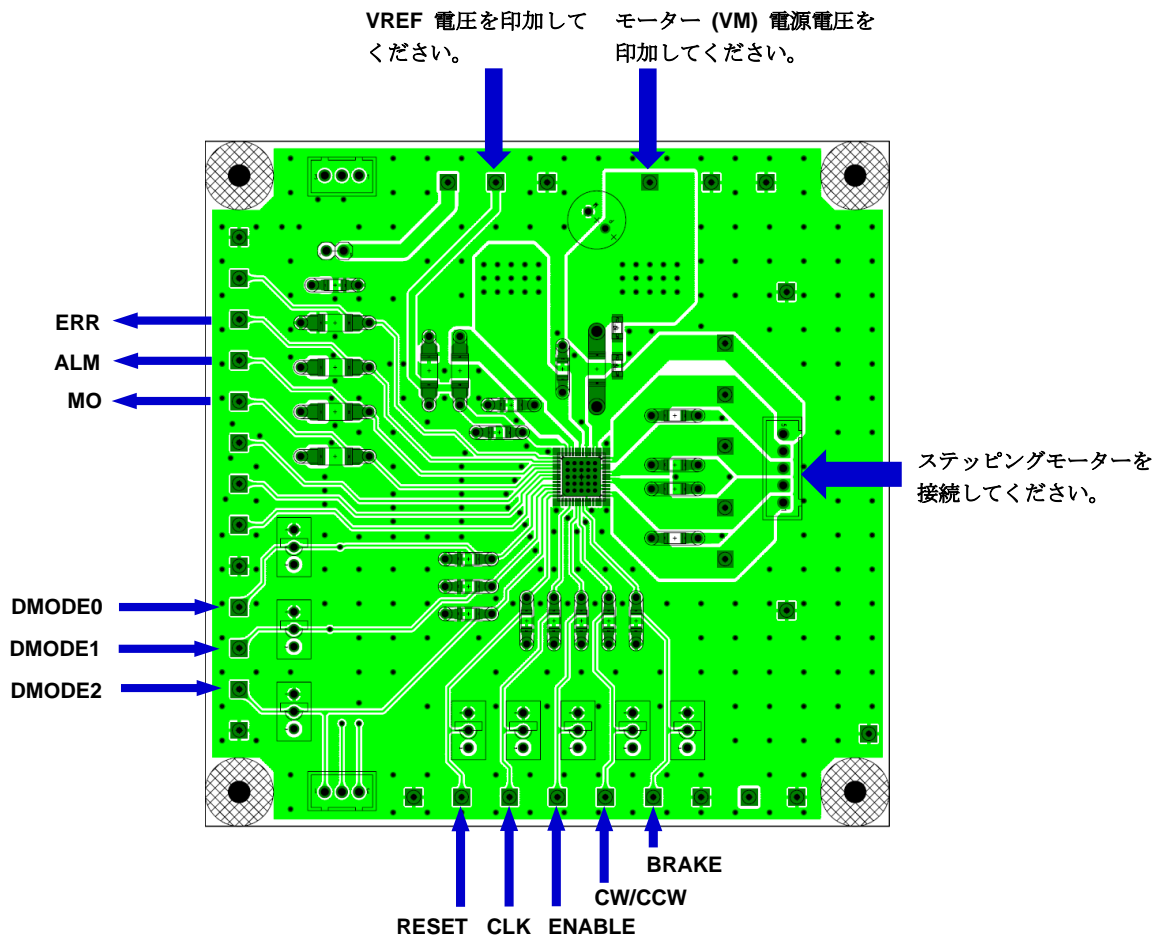 VREF 電圧を印加して
ください。
モーター (VM) 電源電圧を
印加してください。
ERR
ALM
MO
ステッピングモーターを
接続してください。
DMODE0
DMODE1
DMODE2
BRAKE
CW/CCW
RESET CLK ENABLE